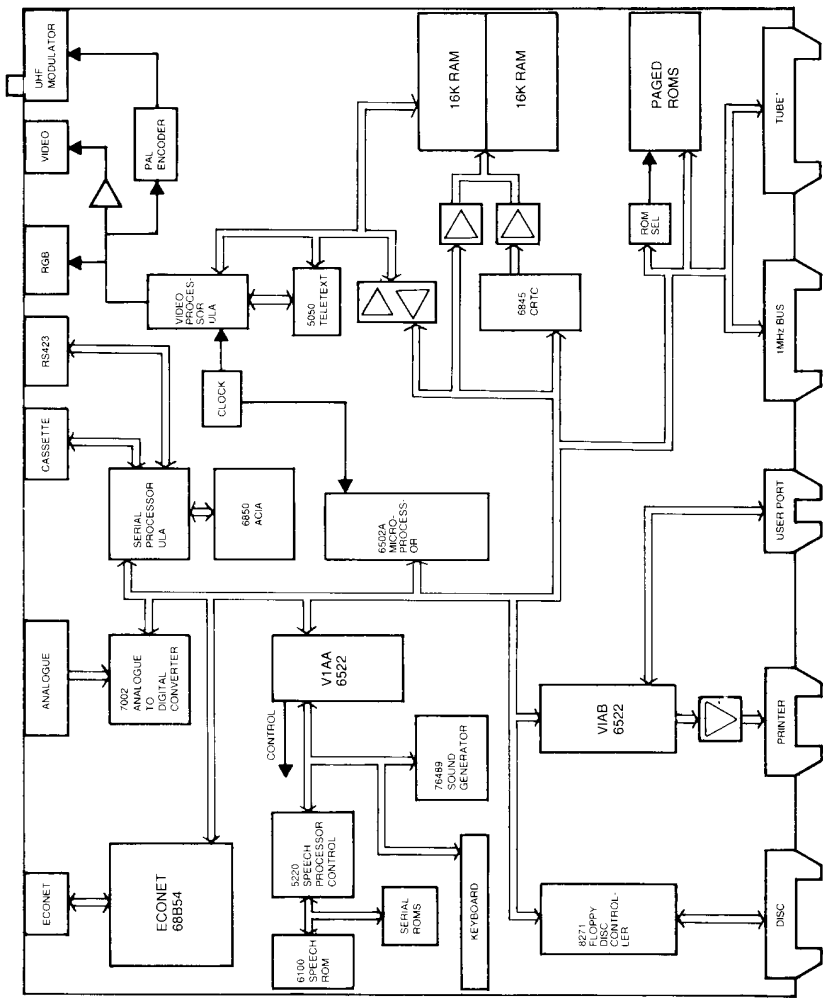 ECONET
ANALOGUE
CASSETTE
RS423
RGB
VIDEO
UHF
MODULATOR
ECONET
68B54
7002
ANALOGUE
TO
DIGITAL
CONVERTER
SERIAL
PROCESSOR
ULA
6850
ACIA
CLOCK
VIDEO
PROCES-
SOR
ULA
5050
TELETEXT
PAL
ENCODER
6100
SPEECH
ROM
SERIAL
ROMS
5220
SPEECH
PROCESSOR
CONTROL
CONTROL
V1AA
6522
76489
SOUND
GENERATOR
KEYBOARD
6502A
MICRO-
PROCESS-
OR
6845
CRTC
16K RAM
16K RAM
8271
FLOPPY
DISC
CONTROL-
LER
VIAB
6522
ROM
SEL
PAGED
ROMS
DISC
PRINTER
USER PORT
1MHz BUS
TUBE'